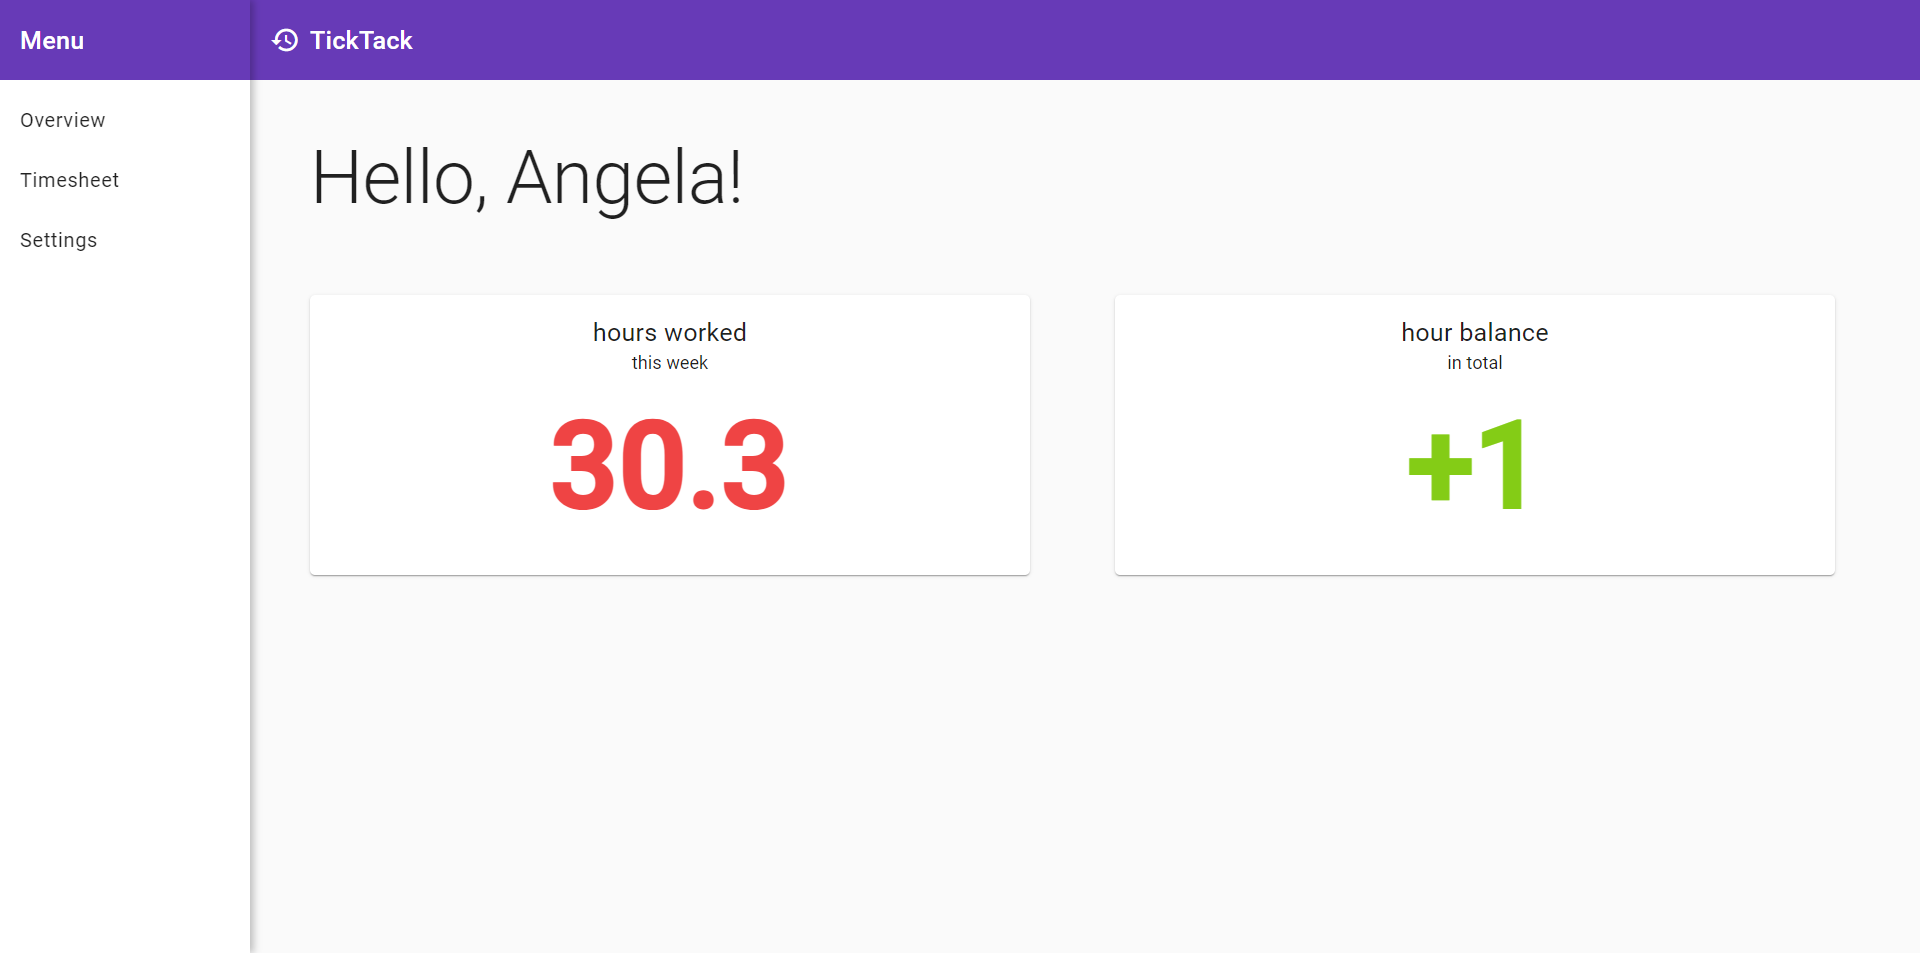 Menu
TickTack
Overview
Timesheet
Settings
Hello, Angela!
hours worked
this week
30.3
hour balance
in total
+1